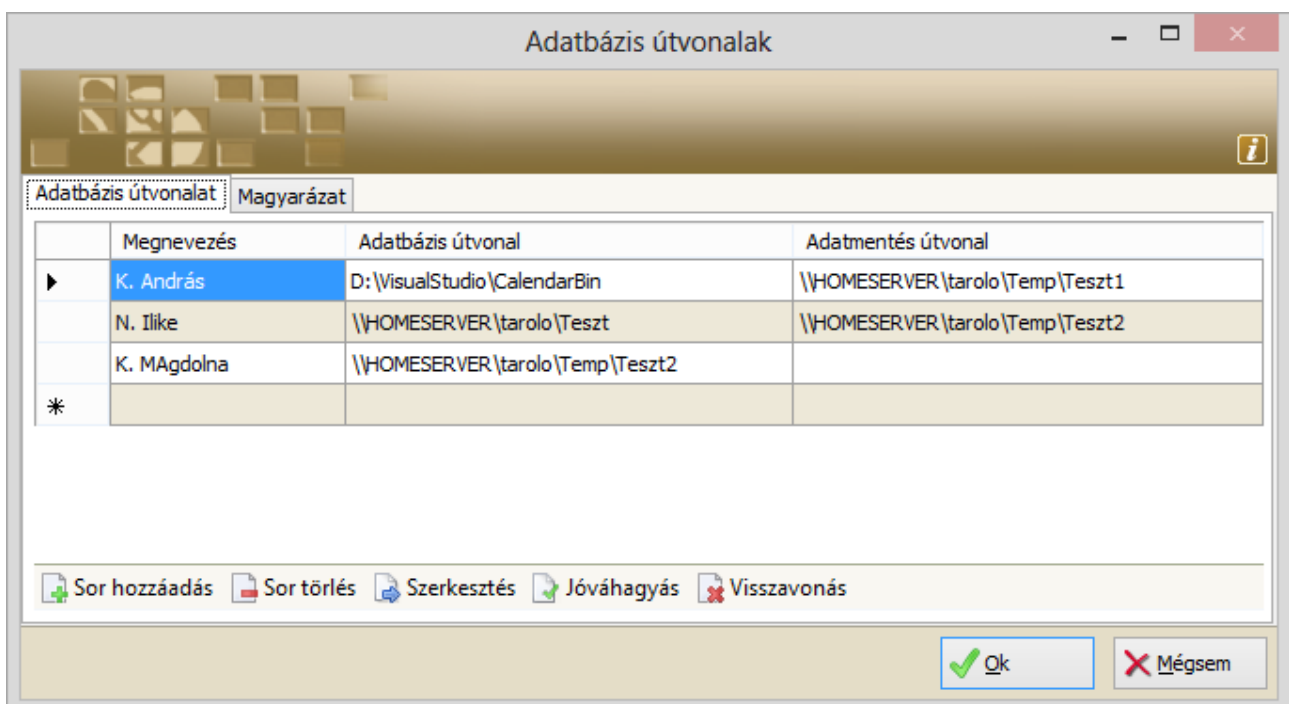 Adatbázis útvonalak
i
Adatbázis útvonalat Magyarázat
Megnevezés Adatbázis útvonal Adatmentés útvonal
K. András D:\VisualStudio\CalendarBin \\HOMESERVER\tarolo\Temp\Teszt1
N. Ilike \\HOMESERVER\tarolo\Teszt \\HOMESERVER\tarolo\Temp\Teszt2
K. MAgdolna \\HOMESERVER\tarolo\Temp\Teszt2
Sor hozzáadás Sor törlés Szerkesztés Jóváhagyás Visszavonás
Ok Mégsem